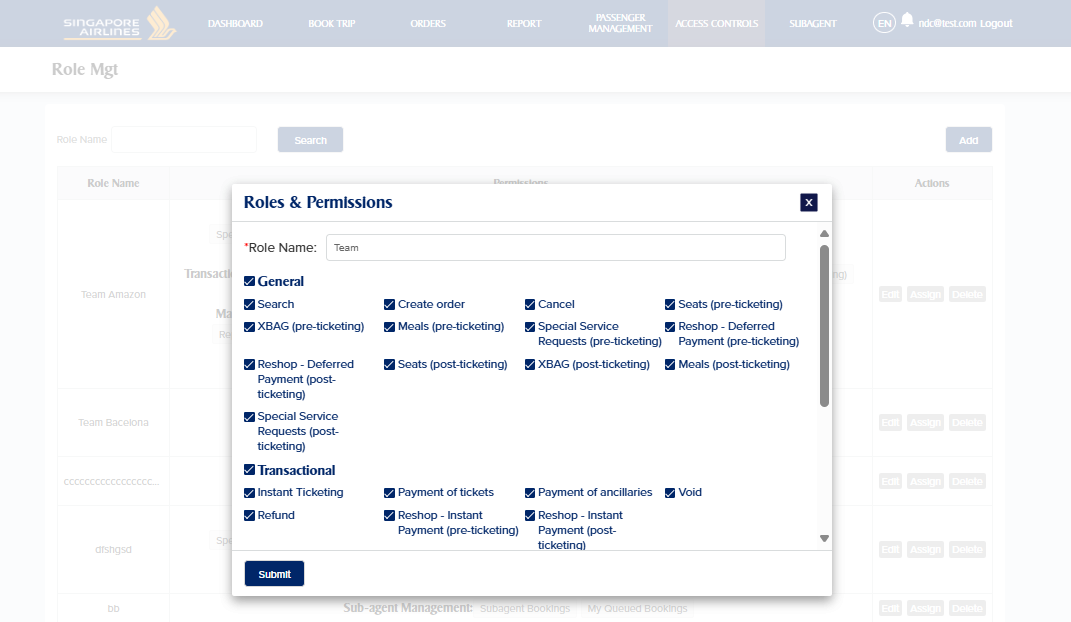 SINGAPORE
AIRLINES
DASHBOARD
BOOK TRIP
ORDERS
REPORT
PASSENGER
MANAGEMENT
ACCESS CONTROLS
SUBAGENT
EN
ndc@test.com Logout
Role Mgt
Role Name
Search
Add
Role Name
Permissions
Actions
Roles & Permissions
X
*Role Name: Team
General
Search
Create order
Cancel
Seats (pre-ticketing)
XBAG (pre-ticketing)
Meals (pre-ticketing)
Special Service
Requests (pre-ticketing)
Reshop - Deferred
Payment (pre-ticketing)
Reshop - Deferred
Payment (post-
ticketing)
Seats (post-ticketing)
XBAG (post-ticketing)
Meals (post-ticketing)
Special Service
Requests (post-
ticketing)
Transactional
Instant Ticketing
Payment of tickets
Payment of ancillaries
Void
Refund
Reshop - Instant
Payment (pre-ticketing)
Reshop - Instant
Payment (post-
ticketing)
Submit
Spe
Transacti
ng)
Team Amazon
Edit Assign Delete
Ma
Re
Team Bacelona
Edit Assign Delete
Edit Assign Delete
Spe
dfshgsd
Edit Assign Delete
bb
Sub-agent Management: Subagent Bookings My Queued Bookings
Edit Assign Delete